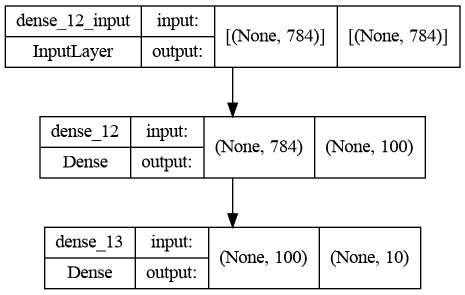 dense_12_input input: [(None, 784)] [(None, 784)]
InputLayer output:
dense_12 input: (None, 784) (None, 100)
Dense output:
dense_13 input: (None, 100) (None, 10)
Dense output: